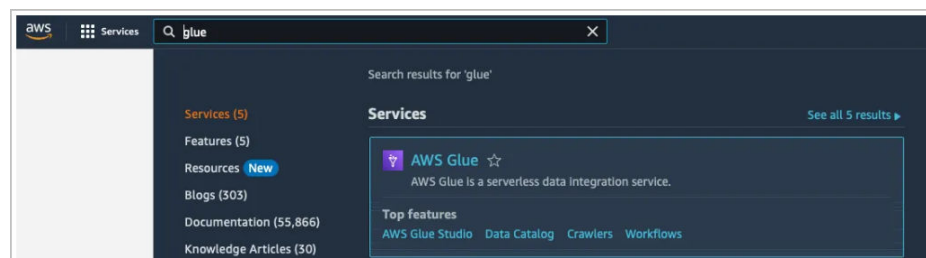 aws
Services
glue
Search results for 'glue'
Services (5)
Features (5)
Resources New
Blogs (303)
Documentation (55,866)
Knowledge Articles (30)
Services
See all 5 results
AWS Glue
AWS Glue is a serverless data integration service.
Top features
AWS Glue Studio Data Catalog Crawlers Workflows